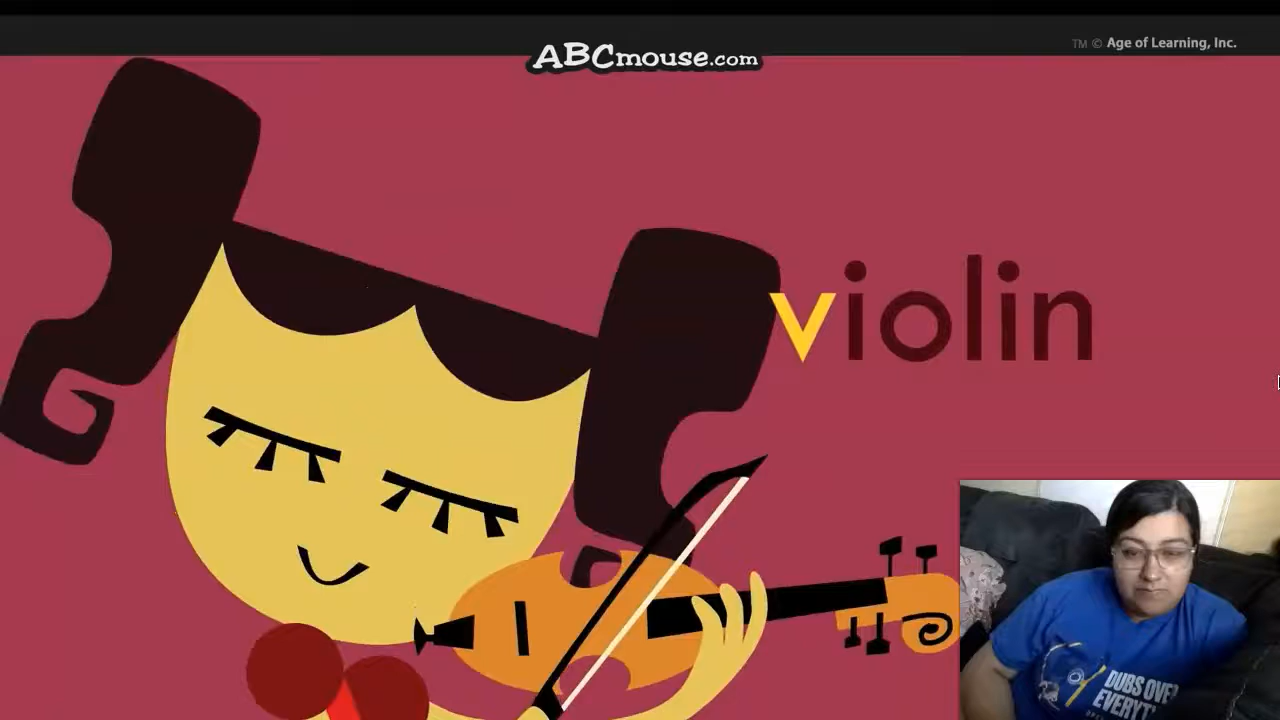 ABCmouse.com
TM © Age of Learning, Inc.
violin
DUBS OVER
EVERYT